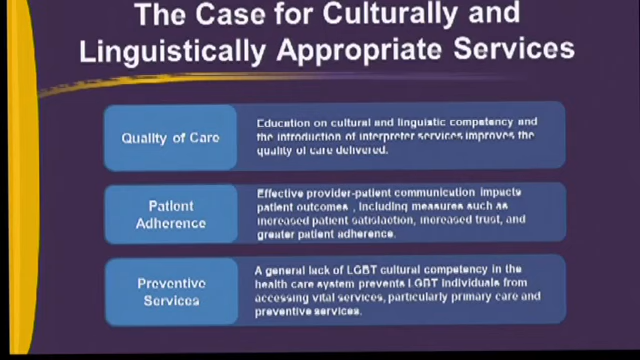 The Case for Culturally and
Linguistically Appropriate Services
Quality of Care
Education on cultural and linguistic competency and
the introduction of interpreter services improves the
quality of care delivered.
Patient
Adherence
Effective provider-patient communication impacts
patient outcomes , including measures such as
increased patient satisfaction, increased trust, and
greater patient adherence.
Preventive
Services
A general lack of LGBT cultural competency in the
health care system prevents LGBT individuals from
accessing vital services, particularly primary care and
preventive services.